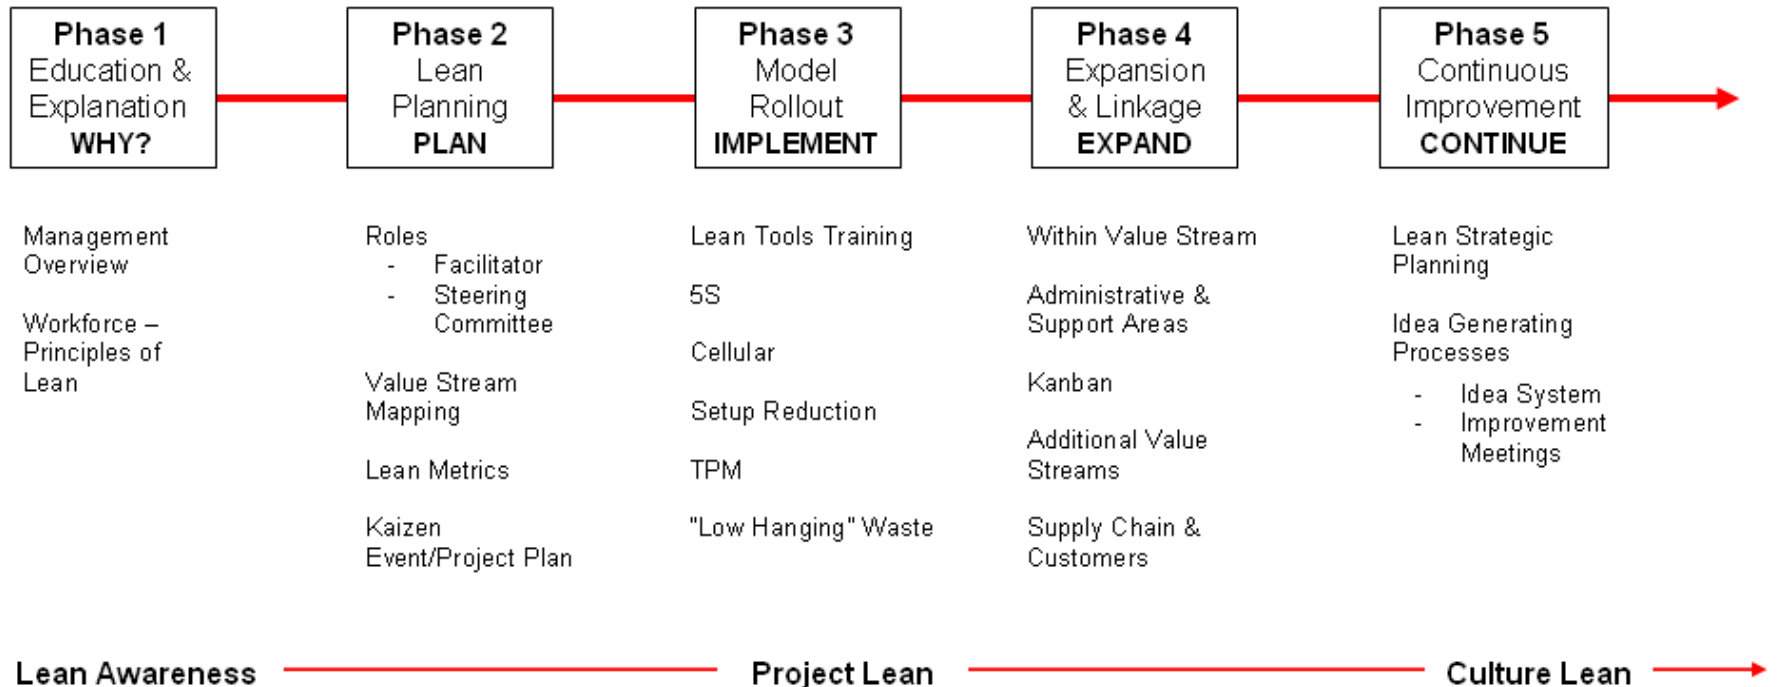 Phase 1
Education &
Explanation
WHY?
Phase 2
Lean
Planning
PLAN
Phase 3
Model
Rollout
IMPLEMENT
Phase 4
Expansion
& Linkage
EXPAND
Phase 5
Continuous
Improvement
CONTINUE
Management
Overview
Workforce –
Principles of
Lean
Roles
- Facilitator
- Steering
Committee
Value Stream
Mapping
Lean Metrics
Kaizen
Event/Project Plan
Lean Tools Training
5S
Cellular
Setup Reduction
TPM
"Low Hanging" Waste
Within Value Stream
Administrative &
Support Areas
Kanban
Additional Value
Streams
Supply Chain &
Customers
Lean Strategic
Planning
Idea Generating
Processes
- Idea System
- Improvement
Meetings
Lean Awareness
Project Lean
Culture Lean